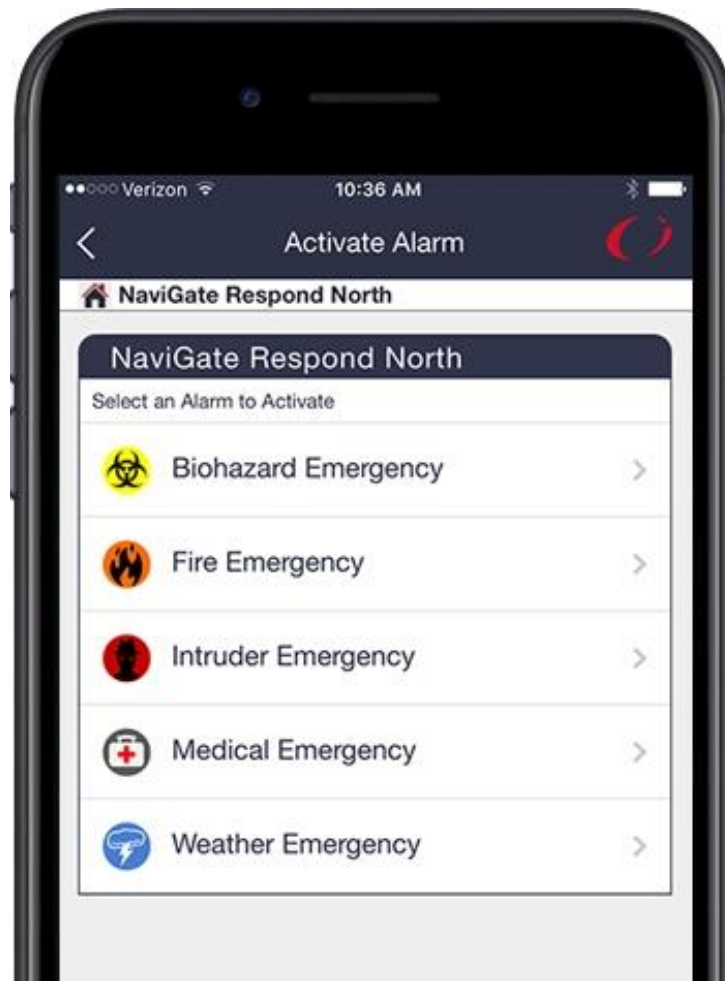 Verizon 10:36 AM
Activate Alarm
NaviGate Respond North
NaviGate Respond North
Select an Alarm to Activate
Biohazard Emergency
Fire Emergency
Intruder Emergency
Medical Emergency
Weather Emergency